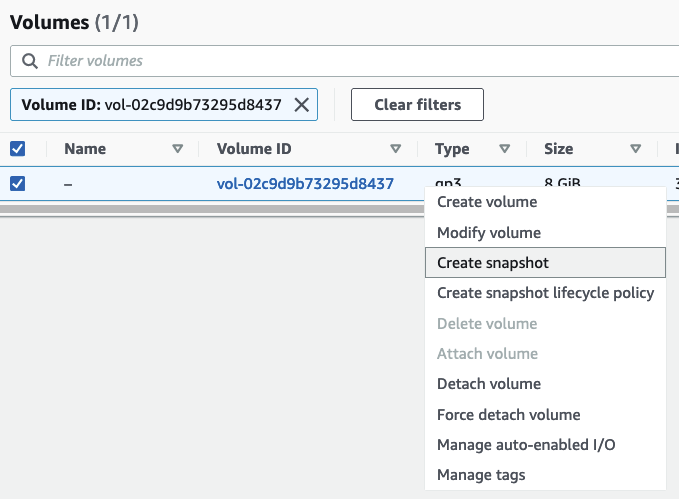 Volumes (1/1)
Filter volumes
Volume ID: vol-02c9d9b73295d8437 Clear filters
Name Volume ID Type Size
– vol-02c9d9b73295d8437 gp3 8 GiB
Create volume
Modify volume
Create snapshot
Create snapshot lifecycle policy
Delete volume
Attach volume
Detach volume
Force detach volume
Manage auto-enabled I/O
Manage tags